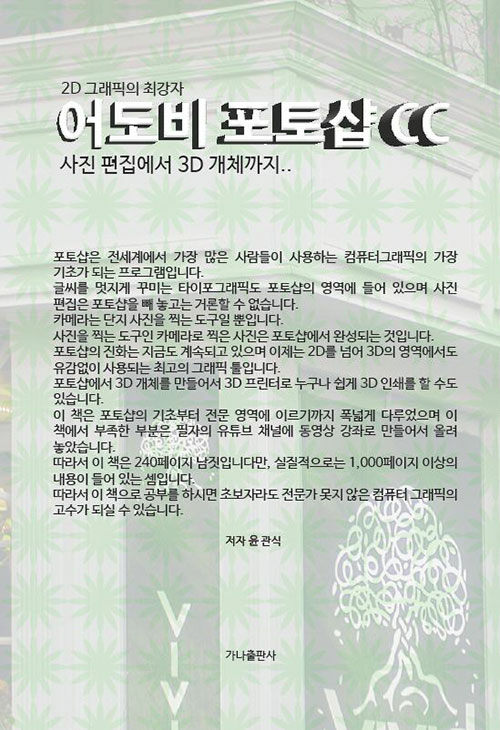 2D 그래픽의 최강자
어도비 포토샵 CC
사진 편집에서 3D 개체까지..
포토샵은 전세계에서 가장 많은 사람들이 사용하는 컴퓨터그래픽의 가장
기초가 되는 프로그램입니다.
글씨를 멋지게 꾸미는 타이포그래픽도 포토샵의 영역에 들어 있으며 사진
편집은 포토샵을 빼 놓고는 거론할 수 없습니다.
카메라는 단지 사진을 찍는 도구일 뿐입니다.
사진을 찍는 도구인 카메라로 찍은 사진은 포토샵에서 완성되는 것입니다.
포토샵의 진화는 지금도 계속되고 있으며 이제는 2D를 넘어 3D의 영역에서도
유감없이 사용되는 최고의 그래픽 툴입니다.
포토샵에서 3D 개체를 만들어서 3D 프린터로 누구나 쉽게 3D 인쇄를 할 수도
있습니다.
이 책은 포토샵의 기초부터 전문 영역에 이르기까지 폭넓게 다루었으며 이
책에서 부족한 부분은 필자의 유튜브 채널에 동영상 강좌로 만들어서 올려
놓았습니다.
따라서 이 책은 240페이지 남짓입니다만, 실질적으로는 1,000페이지 이상의
내용이 들어 있는 셈입니다.
따라서 이 책으로 공부를 하시면 초보자라도 전문가 못지 않은 컴퓨터 그래픽의
고수가 되실 수 있습니다.
저자 윤 관식
VIVI
가나출판사